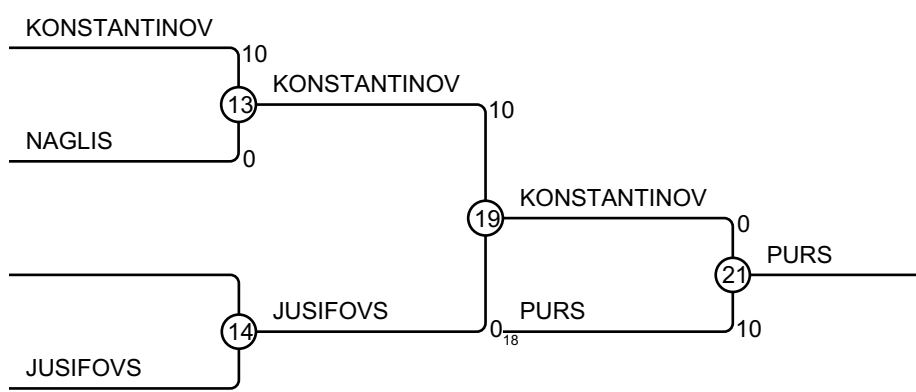 KONSTANTINOV
10
KONSTANTINOV
13
10
NAGLIS
0
KONSTANTINOV
19
0
PURS
21
JUSIFOVS
14
0
18
PURS
10
JUSIFOVS